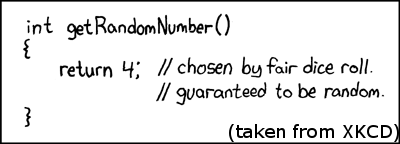 int getRandomNumber()
{
return 4; // chosen by fair dice roll.
// guaranteed to be random.
}
(taken from XKCD)